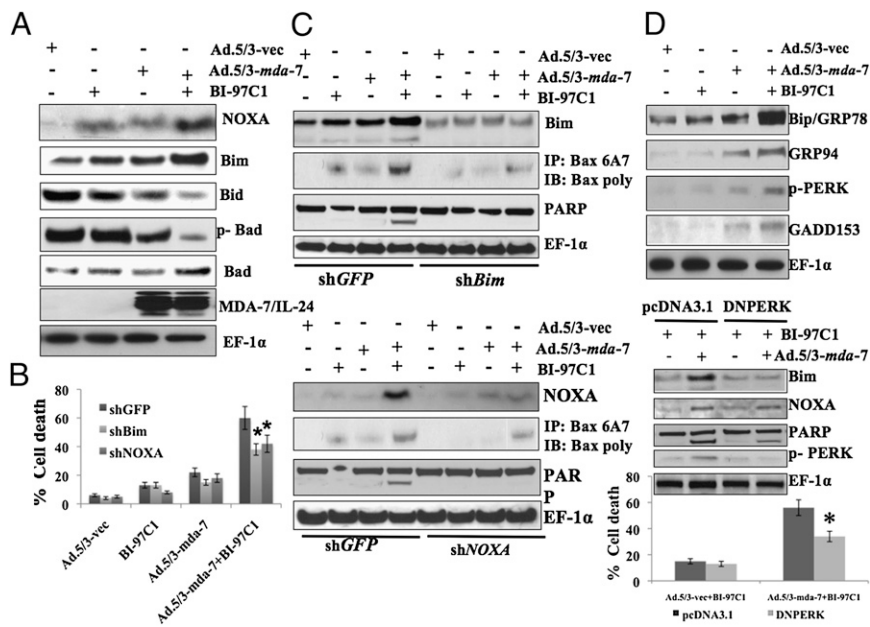 A
+ - - - Ad.5/3-vec
- - + + Ad.5/3-mda-7
- + - + BI-97C1
NOXA
Bim
Bid
p- Bad
Bad
MDA-7/IL-24
EF-1α
B
% Cell death
80
60
40
20
0
shGFP
shBim
shNOXA
* *
Ad.5/3-vec
BI-97C1
Ad.5/3-mda-7
Ad.5/3-mda-7+BI-97C1
C
+ - - - + - - - Ad.5/3-vec
- - + + - - + + Ad.5/3-mda-7
- + - + - + - + BI-97C1
Bim
IP: Bax 6A7
IB: Bax poly
PARP
EF-1α
shGFP shBim
+ - - - + - - - Ad.5/3-vec
- - + + - - + + Ad.5/3-mda-7
- + - + - + - + BI-97C1
NOXA
IP: Bax 6A7
IB: Bax poly
PAR
P
EF-1α
shGFP shNOXA
D
+ - - - Ad.5/3-vec
- - + + Ad.5/3-mda-7
- + - + BI-97C1
Bip/GRP78
GRP94
p-PERK
GADD153
EF-1α
pcDNA3.1 DNPERK
+ + + + BI-97C1
- + - + Ad.5/3-mda-7
Bim
NOXA
PARP
p- PERK
EF-1α
% Cell death
80
60
40
20
0
*
Ad.5/3-vec+BI-97C1 Ad.5/3-mda-7+BI-97C1
pcDNA3.1 DNPERK